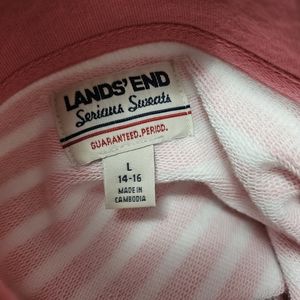 LANDS' END
Serious Sweats
GUARANTEED. PERIOD.
L
14-16
MADE IN
CAMBODIA